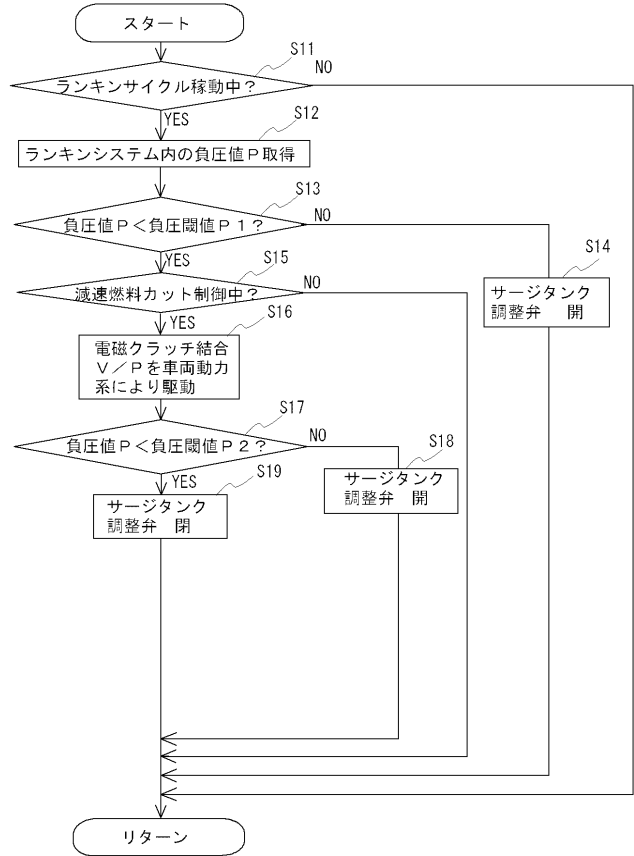 スタート
S11
ランキンサイクル稼動中?
NO
YES
S12
ランキンシステム内の負圧値P取得
S13
負圧値P<負圧閾値P1?
NO
YES
S14
サージタンク
調整弁 開
S15
減速燃料カット制御中?
NO
YES
S16
電磁クラッチ結合
V/Pを車両動力
系により駆動
S17
負圧値P<負圧閾値P2?
NO
YES
S18
サージタンク
調整弁 開
S19
サージタンク
調整弁 閉
リターン